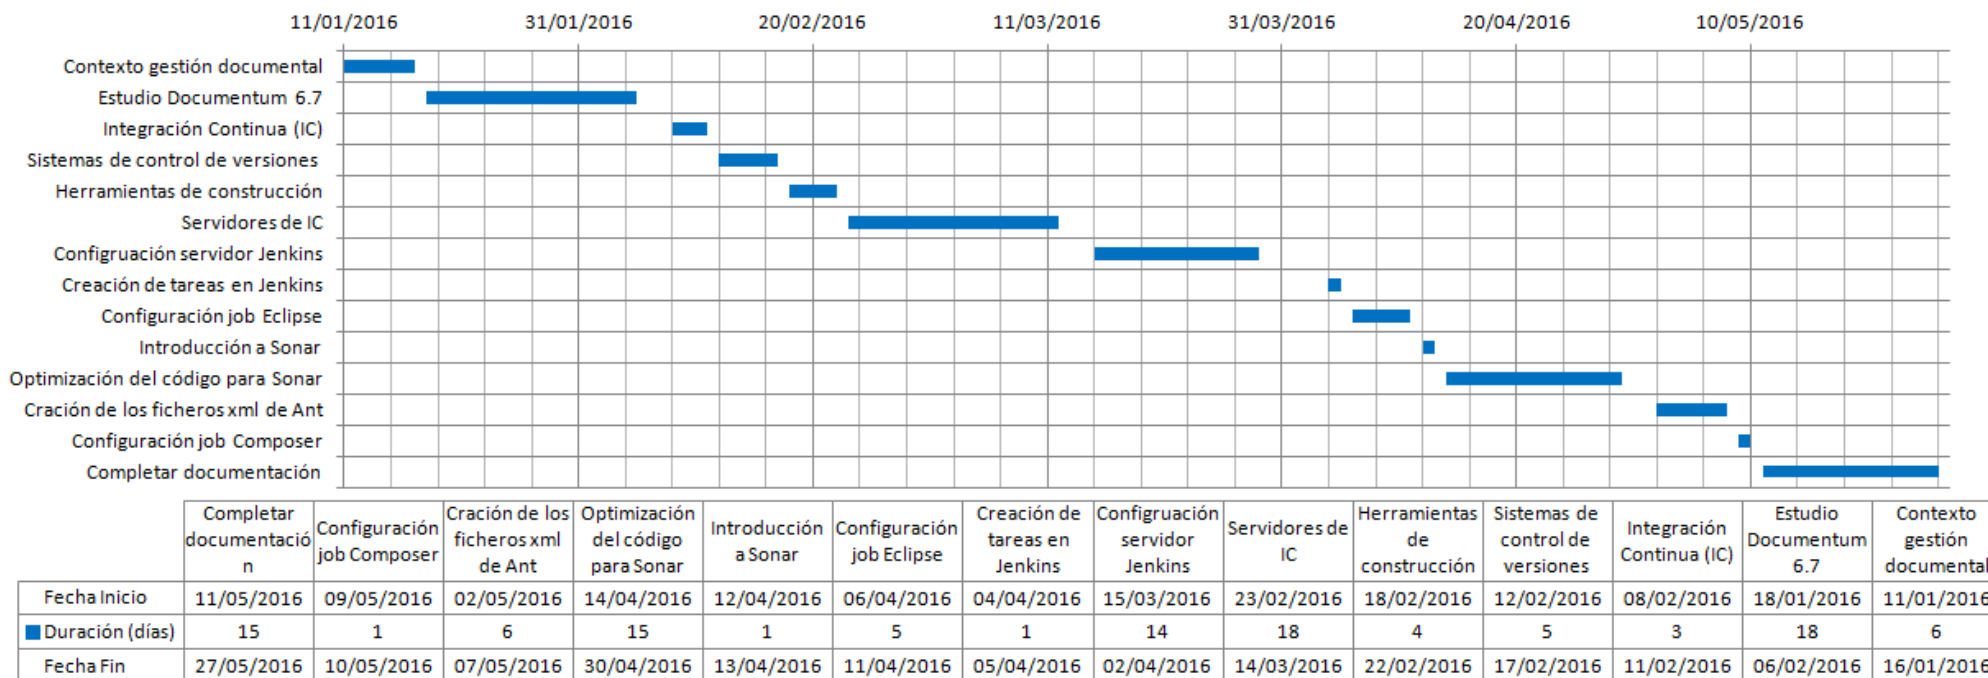 11/01/2016 31/01/2016 20/02/2016 11/03/2016 31/03/2016 20/04/2016 10/05/2016
Contexto gestión documental
Estudio Documentum 6.7
Integración Continua (IC)
Sistemas de control de versiones
Herramientas de construcción
Servidores de IC
Configruación servidor Jenkins
Creación de tareas en Jenkins
Configuración job Eclipse
Introducción a Sonar
Optimización del código para Sonar
Cración de los ficheros xml de Ant
Configuración job Composer
Completar documentación
Completar
documentació
n
Configuración
job Composer
Cración de los
ficheros xml
de Ant
Optimización
del código
para Sonar
Introducción
a Sonar
Configuración
job Eclipse
Creación de
tareas en
Jenkins
Configruación
servidor
Jenkins
Servidores de
IC
Herramientas
de
construcción
Sistemas de
control de
versiones
Integración
Continua (IC)
Estudio
Documentum
6.7
Contexto
gestión
documental
Fecha Inicio 11/05/2016 09/05/2016 02/05/2016 14/04/2016 12/04/2016 06/04/2016 04/04/2016 15/03/2016 23/02/2016 18/02/2016 12/02/2016 08/02/2016 18/01/2016 11/01/2016
Duración (días) 15 1 6 15 1 5 1 14 18 4 5 3 18 6
Fecha Fin 27/05/2016 10/05/2016 07/05/2016 30/04/2016 13/04/2016 11/04/2016 05/04/2016 02/04/2016 14/03/2016 22/02/2016 17/02/2016 11/02/2016 06/02/2016 16/01/2016